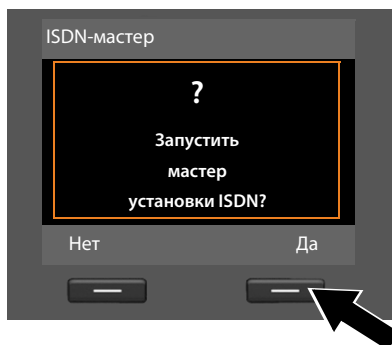 ISDN-мастер
?
Запустить
мастер
установки ISDN?
Нет Да